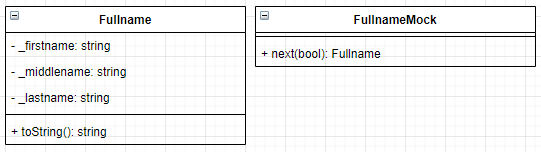 Fullname
- _firstname: string
- _middlename: string
- _lastname: string
+ toString(): string
FullnameMock
+ next(bool): Fullname